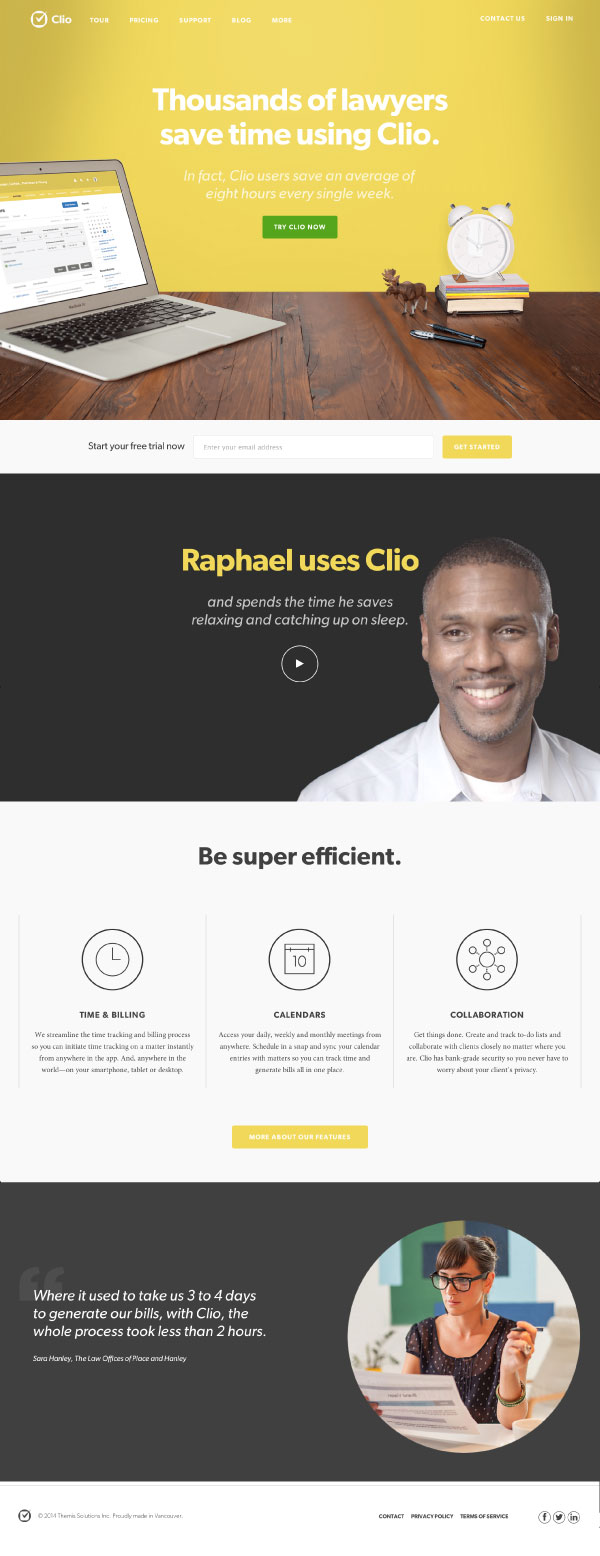 Clio TOUR PRICING SUPPORT BLOG MORE CONTACT US SIGN IN
Thousands of lawyers
save time using Clio.
In fact, Clio users save an average of
eight hours every single week.
TRY CLIO NOW
Start your free trial now Enter your email address GET STARTED
Raphael uses Clio
and spends the time he saves
relaxing and catching up on sleep.
Be super efficient.
10
TIME & BILLING
We streamline the time tracking and billing process
so you can initiate time tracking on a matter instantly
from anywhere in the app. And, anywhere in the
world—on your smartphone, tablet or desktop.
CALENDARS
Access your daily, weekly and monthly meetings from
anywhere. Schedule in a snap and sync your calendar
entries with matters so you can track time and
generate bills all in one place.
COLLABORATION
Get things done. Create and track to-do lists and
collaborate with clients closely no matter where you
are. Clio has bank-grade security so you never have to
worry about your client's privacy.
MORE ABOUT OUR FEATURES
“
Where it used to take us 3 to 4 days
to generate our bills, with Clio, the
whole process took less than 2 hours.
Sara Hanley, The Law Offices of Place and Hanley
© 2014 Themis Solutions Inc. Proudly made in Vancouver. CONTACT PRIVACY POLICY TERMS OF SERVICE f in